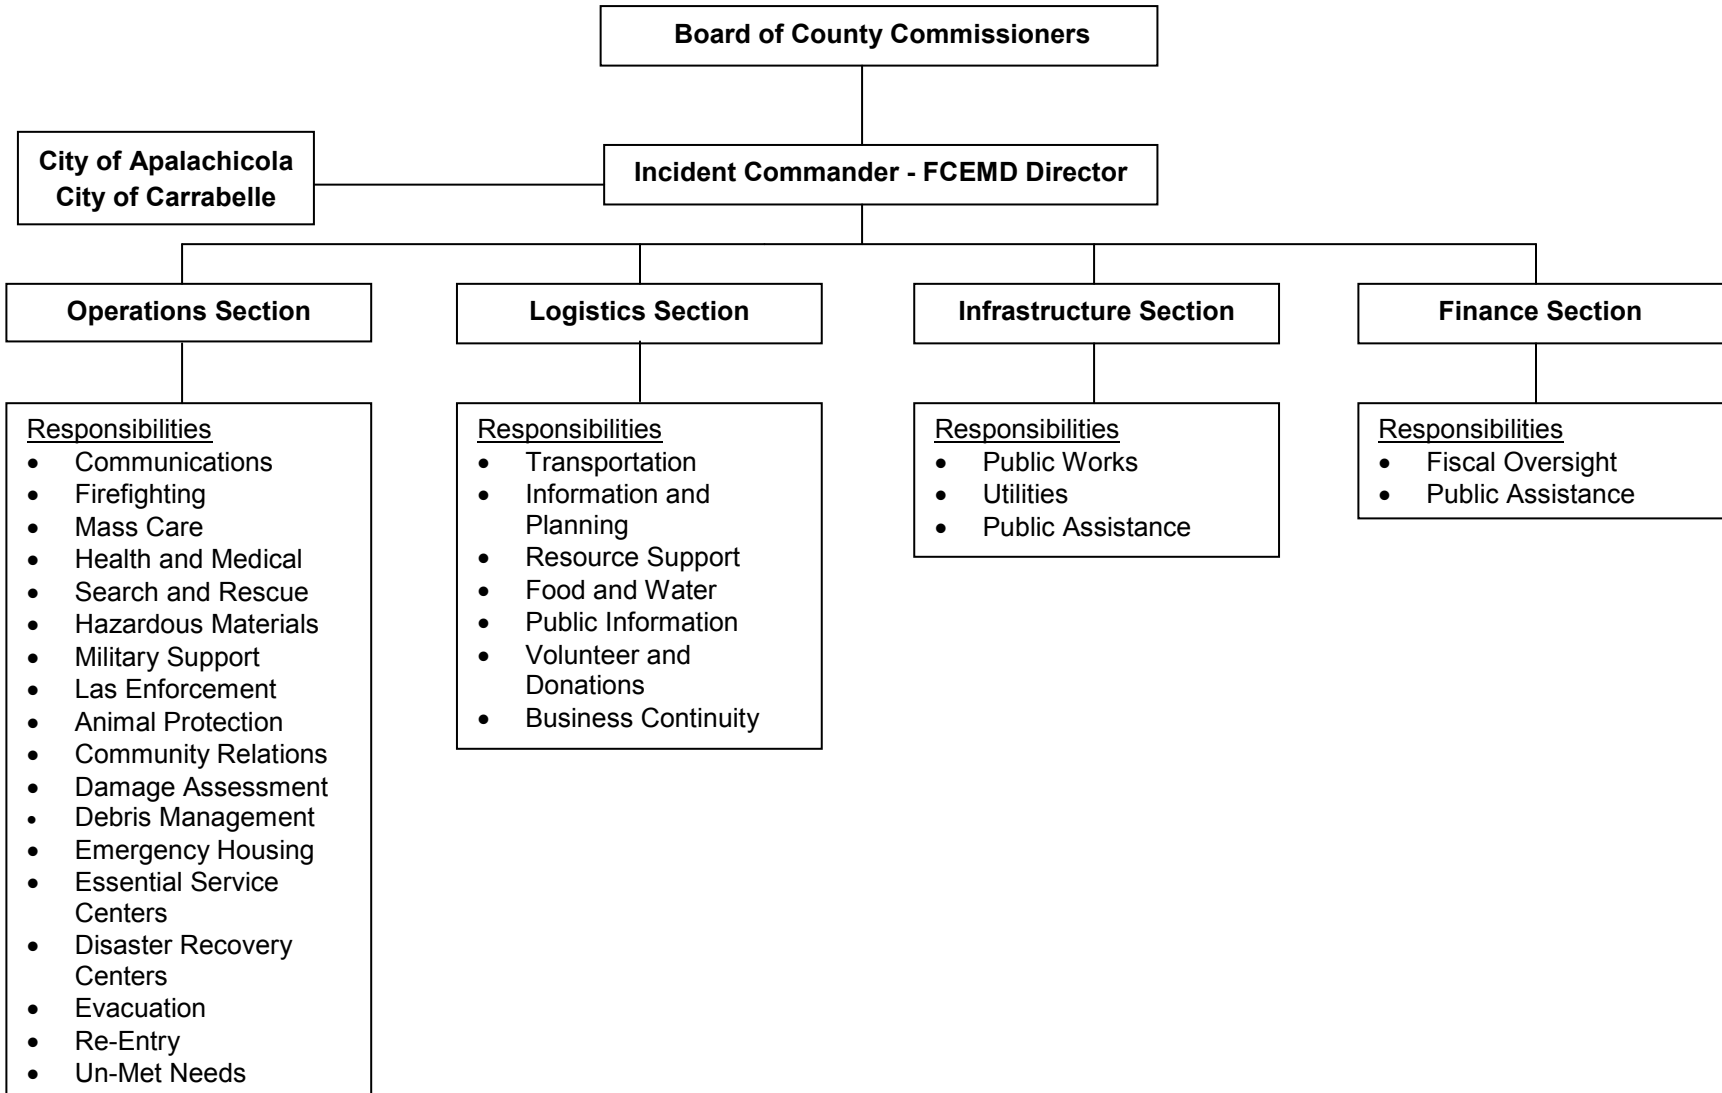 Board of County Commissioners
City of Apalachicola
City of Carrabelle
Incident Commander - FCEMD Director
Operations Section
Logistics Section
Infrastructure Section
Finance Section
Responsibilities
• Communications
• Firefighting
• Mass Care
• Health and Medical
• Search and Rescue
• Hazardous Materials
• Military Support
• Las Enforcement
• Animal Protection
• Community Relations
• Damage Assessment
• Debris Management
• Emergency Housing
• Essential Service
Centers
• Disaster Recovery
Centers
• Evacuation
• Re-Entry
• Un-Met Needs
Responsibilities
• Transportation
• Information and
Planning
• Resource Support
• Food and Water
• Public Information
• Volunteer and
Donations
• Business Continuity
Responsibilities
• Public Works
• Utilities
• Public Assistance
Responsibilities
• Fiscal Oversight
• Public Assistance